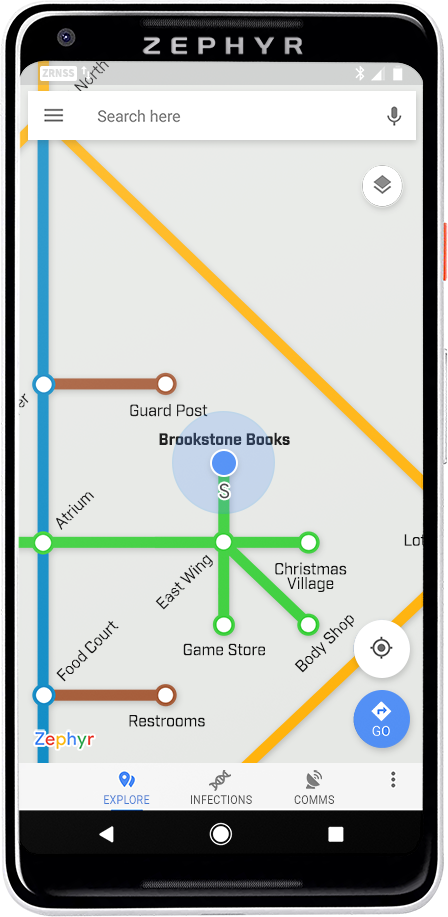 ZEPHYR
ZRNSS
North
Search here
er
Guard Post
Brookstone Books
S
Atrium
Lot
East Wing
Christmas
Village
Food Court
Game Store
Body Shop
Restrooms
GO
Zephyr
EXPLORE
INFECTIONS
COMMS